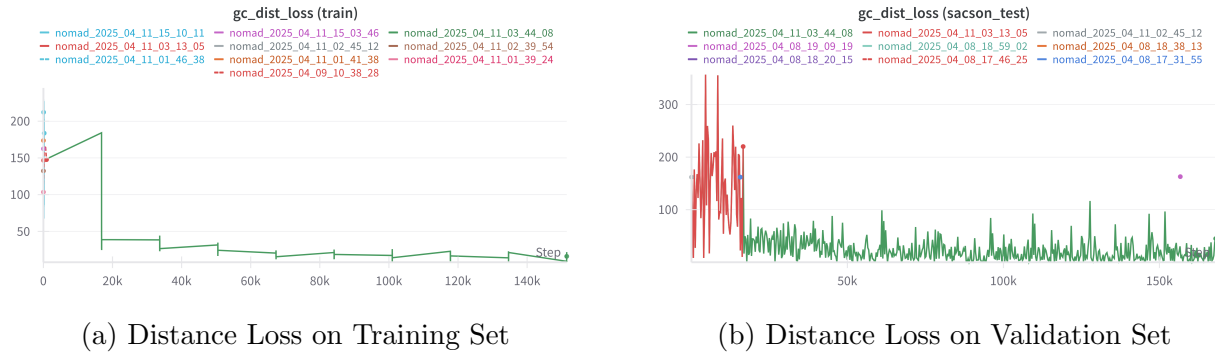 gc_dist_loss (train)
nomad_2025_04_11_15_10_11 nomad_2025_04_11_15_03_46 nomad_2025_04_11_03_44_08
nomad_2025_04_11_03_13_05 nomad_2025_04_11_02_45_12 nomad_2025_04_11_02_39_54
nomad_2025_04_11_01_46_38 nomad_2025_04_11_01_41_38 nomad_2025_04_11_01_39_24
nomad_2025_04_09_10_38_28
200
150
100
50
Step
0 20k 40k 60k 80k 100k 120k 140k
(a) Distance Loss on Training Set
gc_dist_loss (sacson_test)
nomad_2025_04_11_03_44_08 nomad_2025_04_11_03_13_05 nomad_2025_04_11_02_45_12
nomad_2025_04_08_19_09_19 nomad_2025_04_08_18_59_02 nomad_2025_04_08_18_38_13
nomad_2025_04_08_18_20_15 nomad_2025_04_08_17_46_25 nomad_2025_04_08_17_31_55
300
200
100
Step
50k 100k 150k
(b) Distance Loss on Validation Set